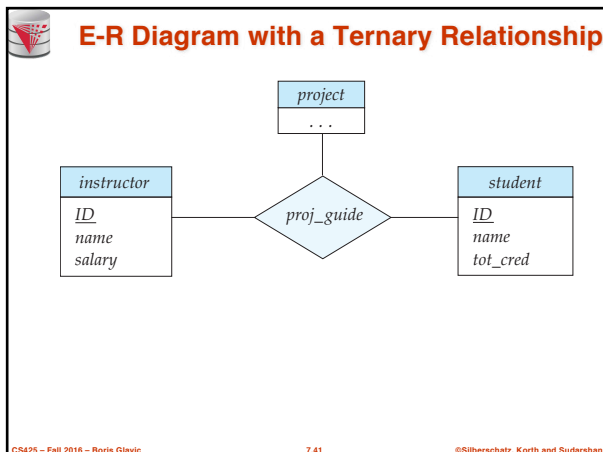 E-R Diagram with a Ternary Relationship
project
. . .
instructor
ID
name
salary
proj_guide
student
ID
name
tot_cred
CS425 – Fall 2016 – Boris Glavic
7.41
©Silberschatz, Korth and Sudarshan